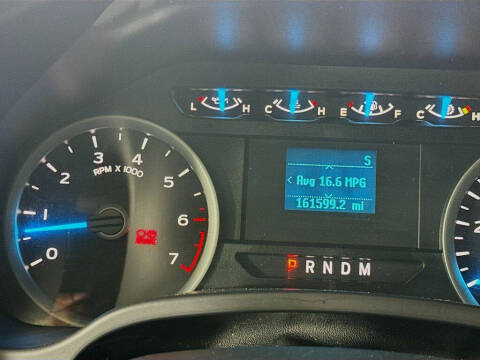 L H C H E F C H
S
Avg 16.6 MPG
161599.2 mi
P R N D M
RPM X 1000
0 1 2 3 4 5 6 7